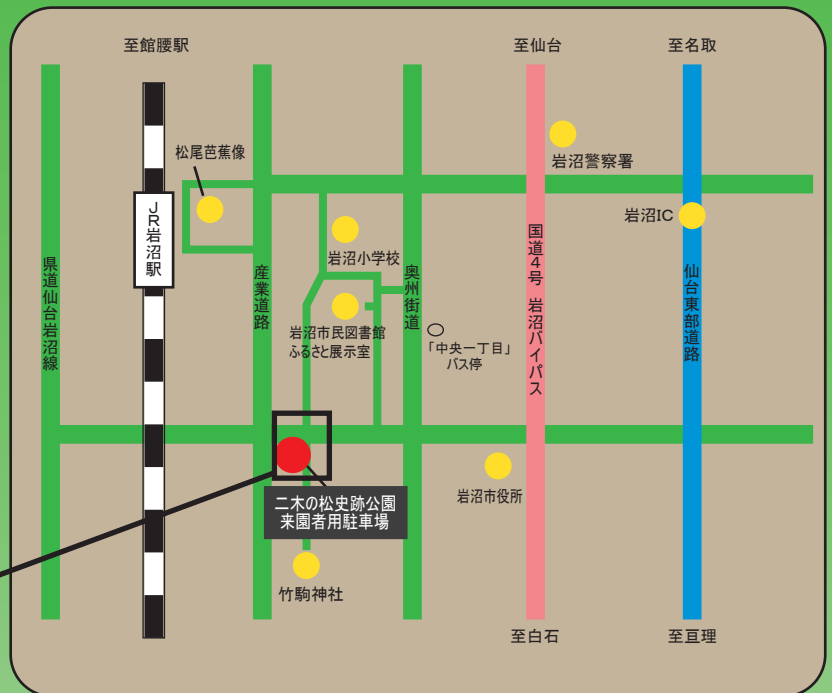 至館腰駅
至仙台
至名取
松尾芭蕉像
岩沼警察署
JR岩沼駅
岩沼IC
岩沼小学校
県道仙台岩沼線
産業道路
奥州街道
国道4号 岩沼バイパス
仙台東部道路
岩沼市民図書館
ふるさと展示室
「中央一丁目」
バス停
岩沼市役所
二木の松史跡公園
来園者用駐車場
竹駒神社
至白石
至亘理